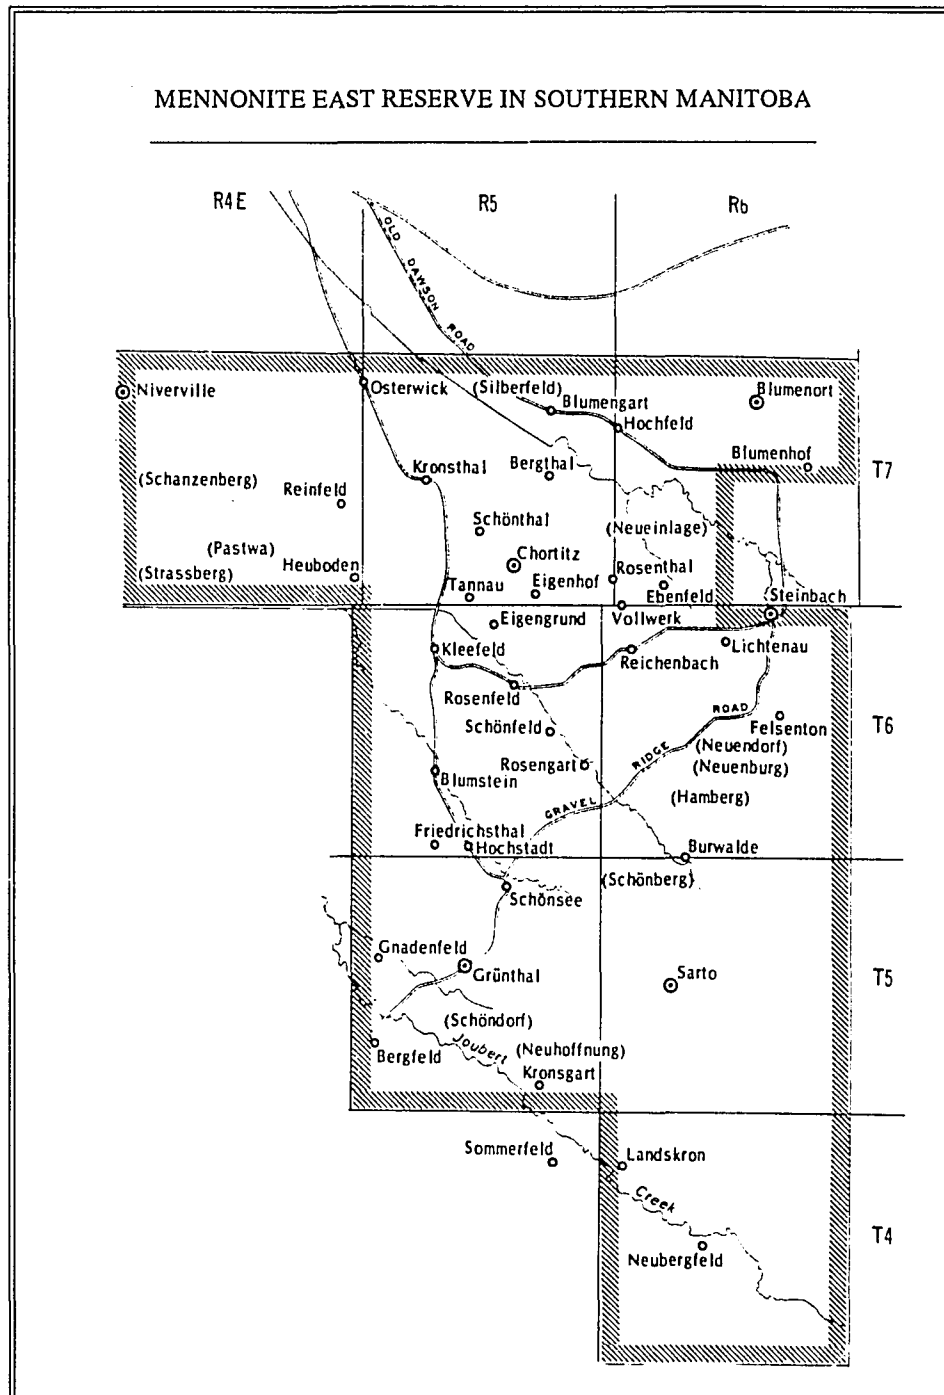 MENNONITE EAST RESERVE IN SOUTHERN MANITOBA
R4E R5 R6
OLD DAWSON ROAD
Niverville
Osterwick
(Silberfeld)
Blumengart
Blumenort
Hochfeld
Blumenhof
T7
Kronsthal
Bergthal
(Schanzenberg)
Reinfeld
Schönthal
(Neueinlage)
(Pastwa)
Chortitz
(Strassberg)
Heuboden
Tannau
Eigenhof
Rosenthal
Ebenfeld
Steinbach
Eigengrund
Vollwerk
Kleefeld
Reichenbach
Lichtenau
Rosenfeld
Schönfeld
GRAVEL RIDGE ROAD
Felsenton
T6
(Neuendorf)
Rosengart
(Neuenburg)
Blumstein
(Hamberg)
Friedrichsthal
Hochstadt
Burwalde
(Schönberg)
Schönsee
Gnadenfeld
Grünthal
Sarto
T5
(Schöndorf)
Bergfeld
Joubert
(Neuhoffnung)
Kronsgart
Sommerfeld
Landskron
Creek
T4
Neubergfeld